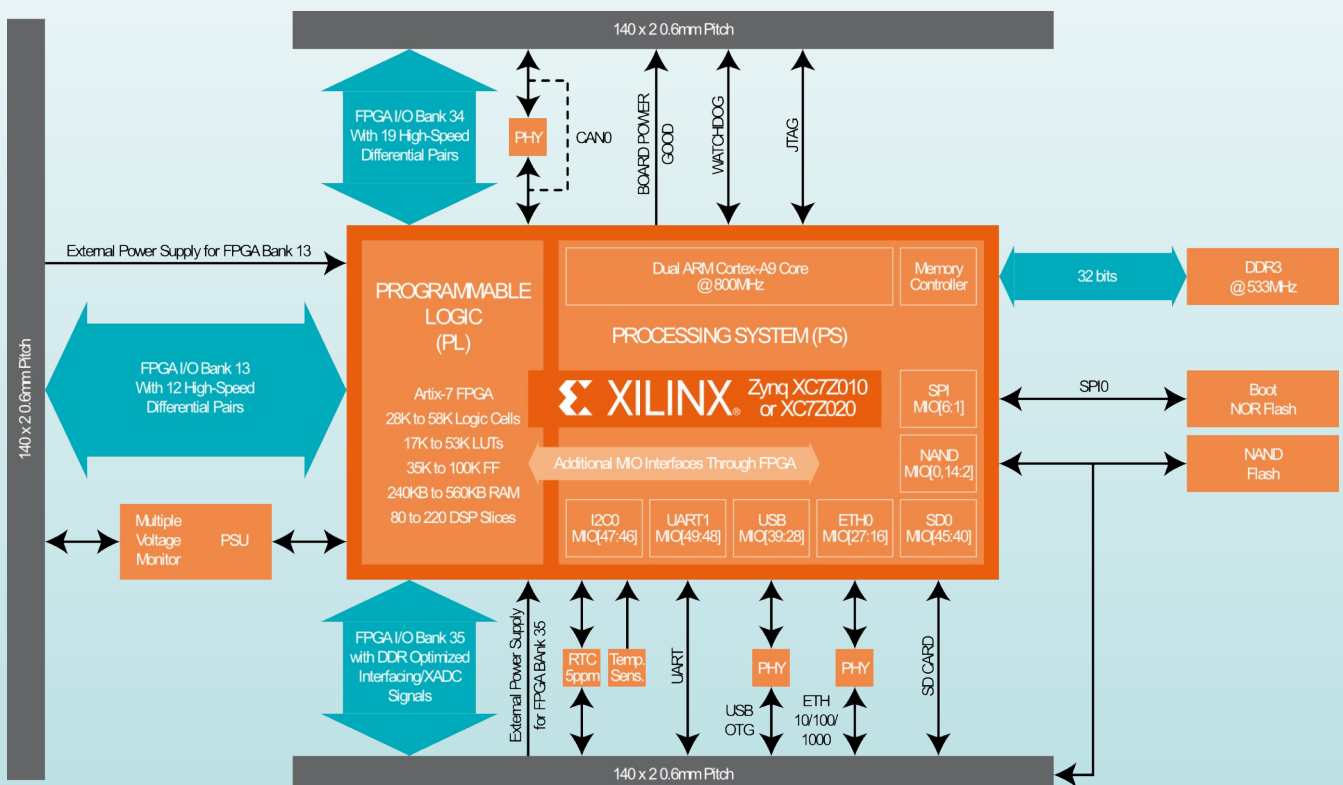 140 x 2 0.6mm Pitch
FPGA I/O Bank 34
With 19 High-Speed
Differential Pairs
PHY
CAN0
BOARD POWER
GOOD
WATCHDOG
JTAG
140 x 2 0.6mm Pitch
External Power Supply for FPGA Bank 13
FPGA I/O Bank 13
With 12 High-Speed
Differential Pairs
Multiple
Voltage
Monitor
PSU
PROGRAMMABLE
LOGIC
(PL)
Artix-7 FPGA
28K to 58K Logic Cells
17K to 53K LUTs
35K to 100K FF
240KB to 560KB RAM
80 to 220 DSP Slices
Dual ARM Cortex-A9 Core
@ 800MHz
Memory
Controller
PROCESSING SYSTEM (PS)
XILINX®
Zynq XC7Z010
or XC7Z020
SPI
MIO[6:1]
Additional MIO Interfaces Through FPGA
NAND
MIO[0,14:2]
I2C0
MIO[47:46]
UART1
MIO[49:48]
USB
MIO[39:28]
ETH0
MIO[27:16]
SD0
MIO[45:40]
32 bits
DDR3
@ 533MHz
SPI0
Boot
NOR Flash
NAND
Flash
FPGA I/O Bank 35
with DDR Optimized
Interfacing/XADC
Signals
External Power Supply
for FPGA BAnk 35
RTC
5ppm
Temp.
Sens.
UART
PHY
USB
OTG
PHY
ETH
10/100/
1000
SD CARD
140 x 2 0.6mm Pitch